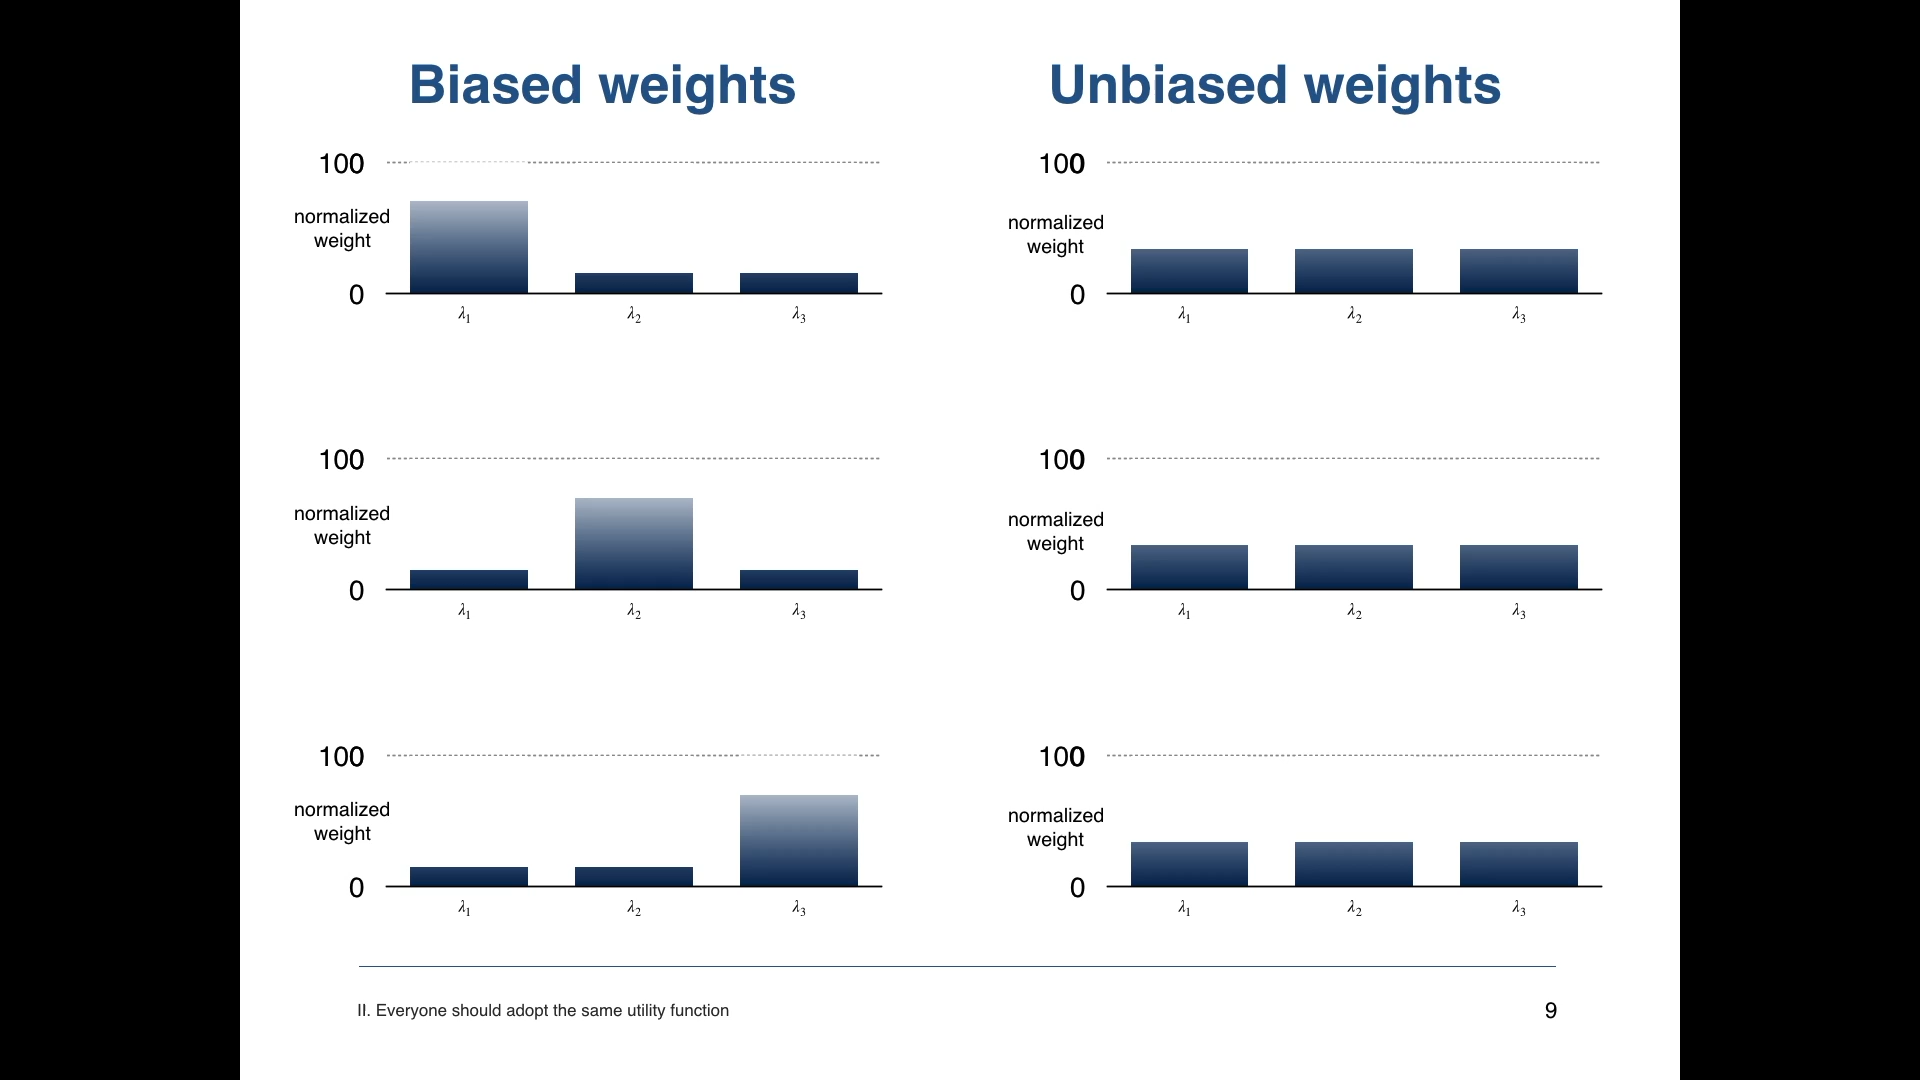 Biased weights
Unbiased weights
100
normalized
weight
0
λ1 λ2 λ3
100
normalized
weight
0
λ1 λ2 λ3
100
normalized
weight
0
λ1 λ2 λ3
100
normalized
weight
0
λ1 λ2 λ3
100
normalized
weight
0
λ1 λ2 λ3
100
normalized
weight
0
λ1 λ2 λ3
II. Everyone should adopt the same utility function
9